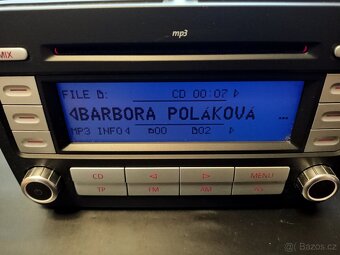 mp3
MIX
FILE CD 00:02
BARBORA POLÁKOVÁ ...
MP3 INFO 00 02
CD MENU
TP FM AM
Bazos.cz